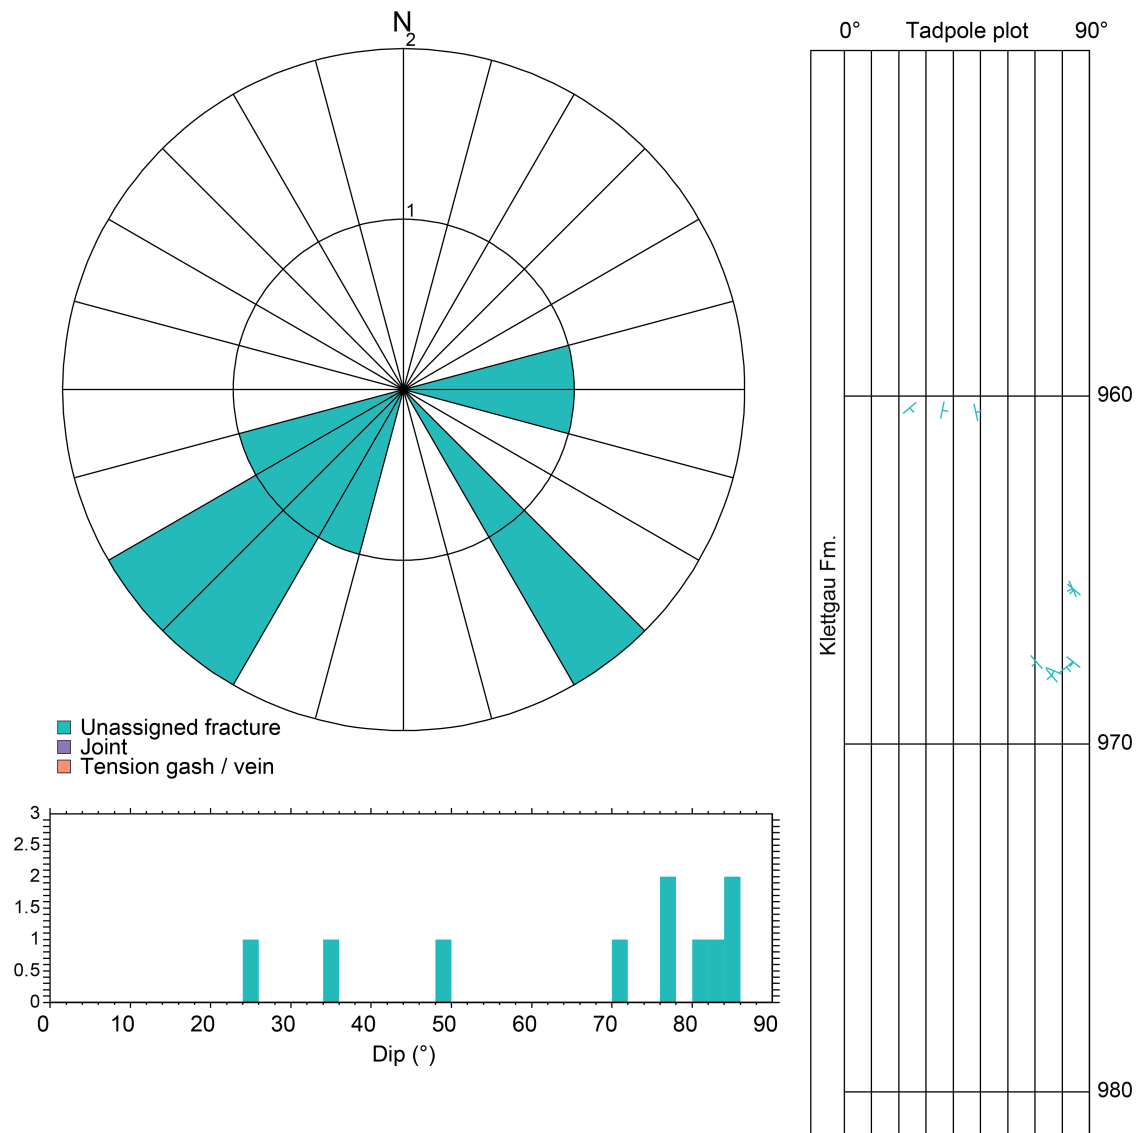 N
2
1
Unassigned fracture
Joint
Tension gash / vein
3
2.5
2
1.5
1
0.5
0
0 10 20 30 40 50 60 70 80 90
Dip (°)
0° Tadpole plot 90°
Klettgau Fm.
960
970
980